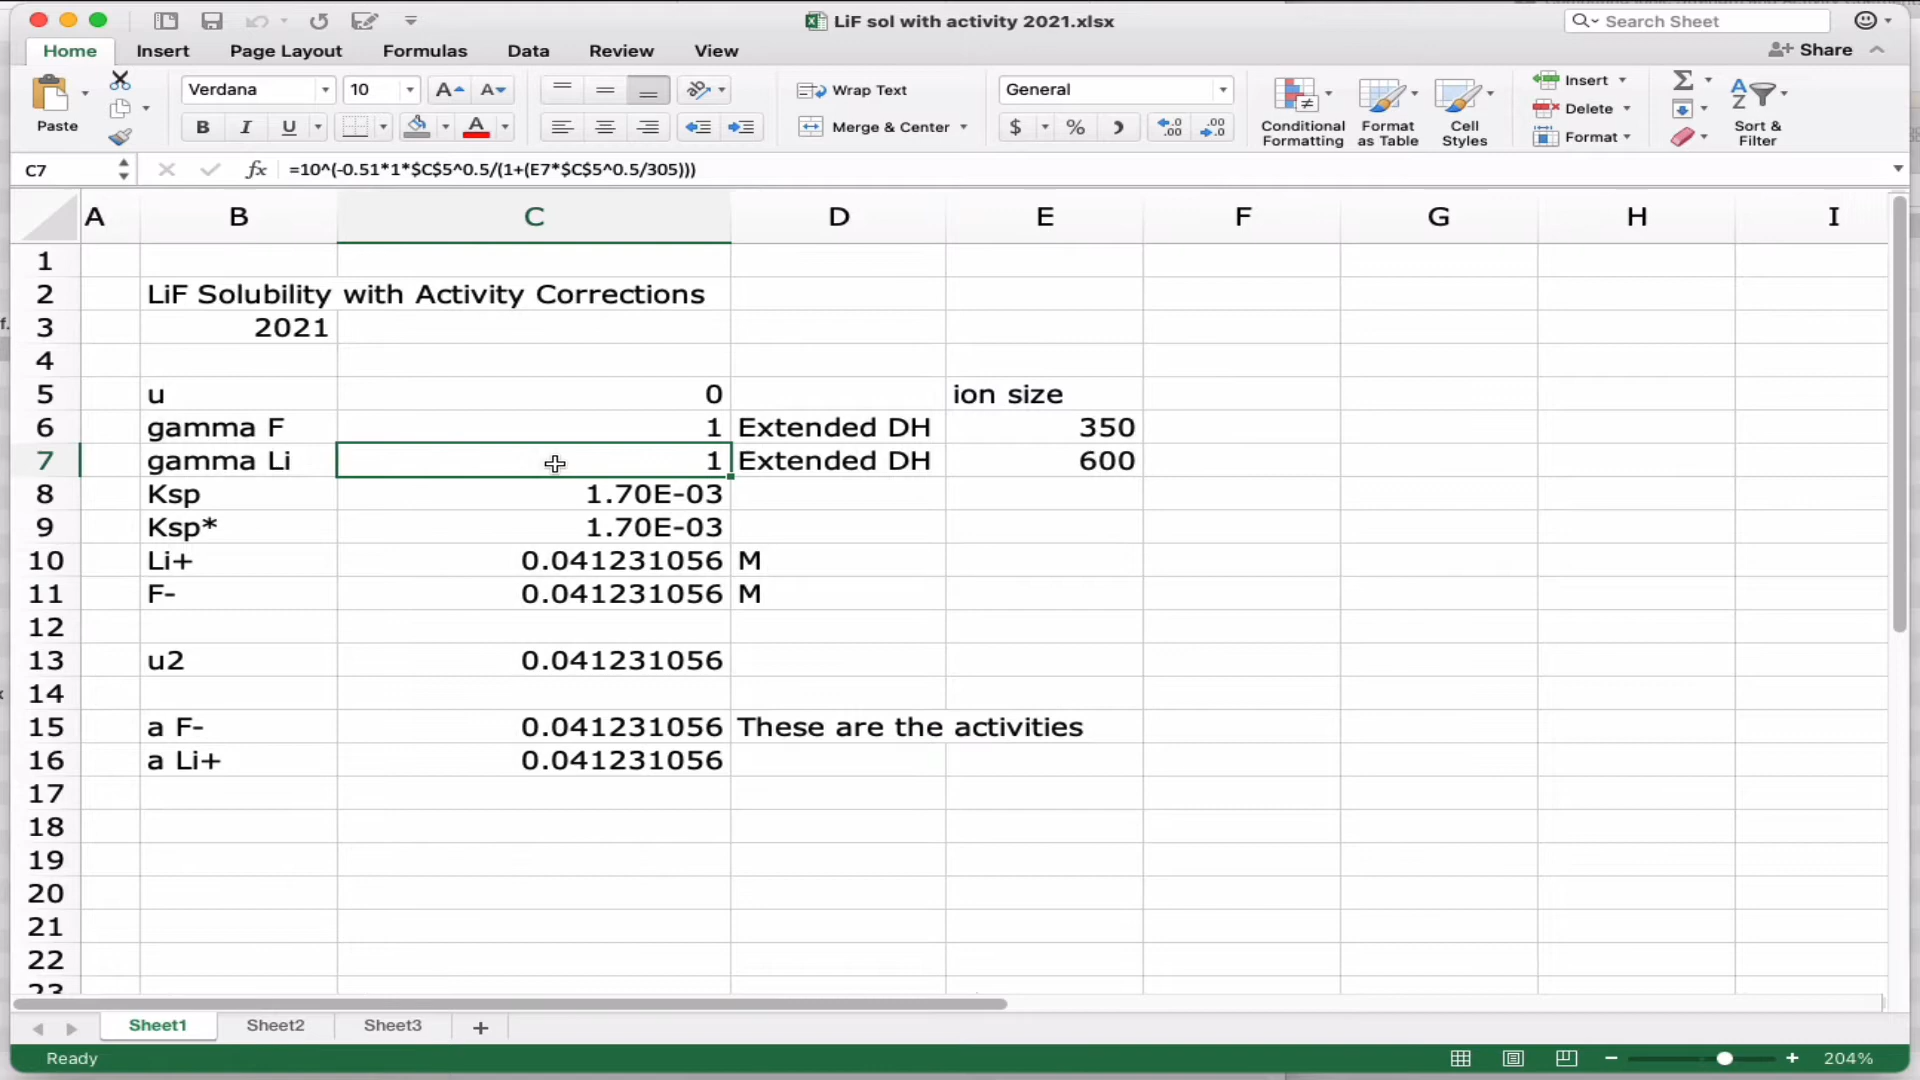 LiF sol with activity 2021.xlsx
Search Sheet
Home Insert Page Layout Formulas Data Review View
Share
Paste
Verdana 10
Wrap Text
General
Merge & Center
Conditional Formatting
Format as Table
Cell Styles
Insert
Delete
Format
Sort & Filter
C7 fx =10^(-0.51*1*$C$5^0.5/(1+(E7*$C$5^0.5/305)))
A B C D E F G H I
1
2 LiF Solubility with Activity Corrections
3 2021
4
5 u 0 ion size
6 gamma F 1 Extended DH 350
7 gamma Li 1 Extended DH 600
8 Ksp 1.70E-03
9 Ksp* 1.70E-03
10 Li+ 0.041231056 M
11 F- 0.041231056 M
12
13 u2 0.041231056
14
15 a F- 0.041231056 These are the activities
16 a Li+ 0.041231056
17
18
19
20
21
22
23
Sheet1 Sheet2 Sheet3
Ready
204%